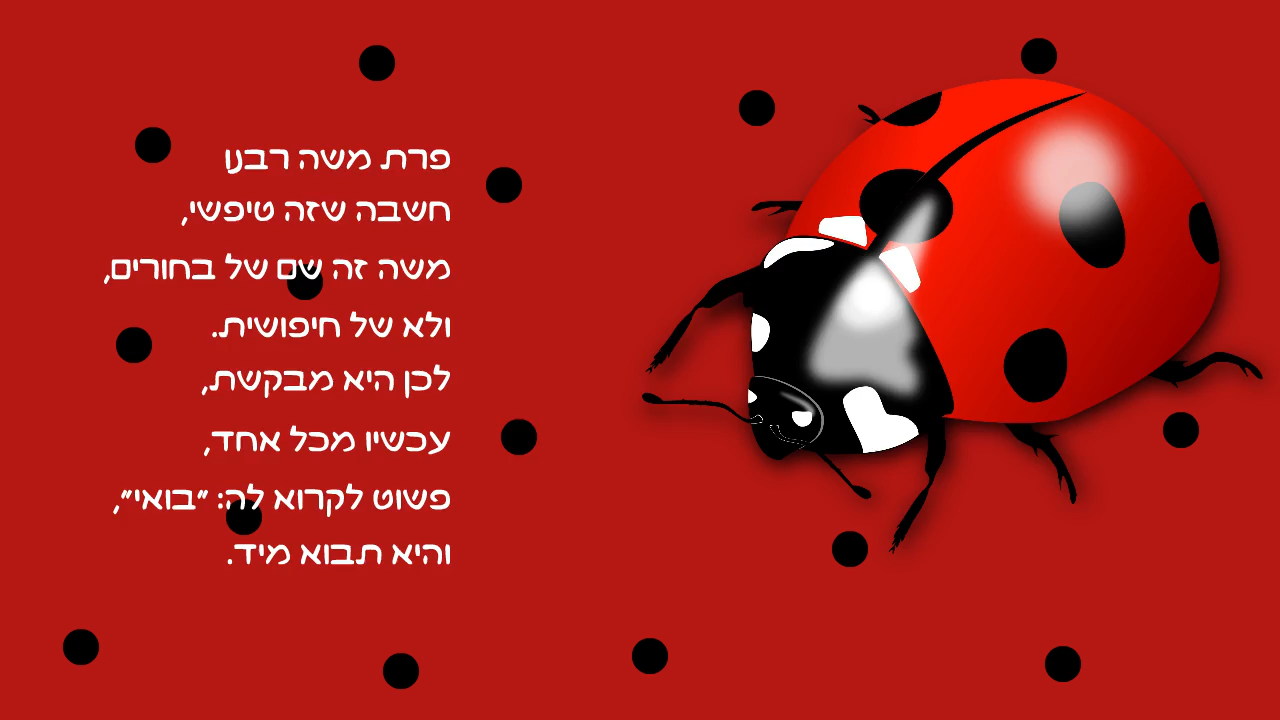 פרת משה רבנו
חשבה שזה טיפשי,
משה זה שם של בחורים,
ולא של חיפושית.
לכן היא מבקשת,
עכשיו מכל אחד,
פשוט לקרוא לה: "בואי",
והיא תבוא מיד.